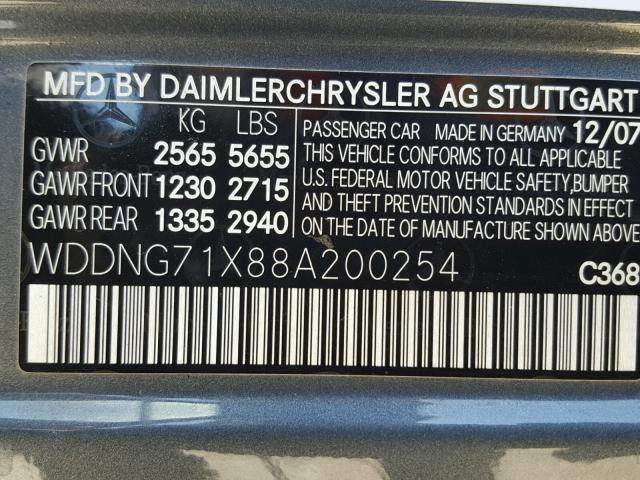 MFD BY DAIMLERCHRYSLER AG STUTTGART
KG LBS
GVWR 2565 5655
GAWR FRONT 1230 2715
GAWR REAR 1335 2940
PASSENGER CAR MADE IN GERMANY 12/07
THIS VEHICLE CONFORMS TO ALL APPLICABLE
U.S. FEDERAL MOTOR VEHICLE SAFETY,BUMPER
AND THEFT PREVENTION STANDARDS IN EFFECT
ON THE DATE OF MANUFACTURE SHOWN ABOVE.
WDDNG71X88A200254
C368